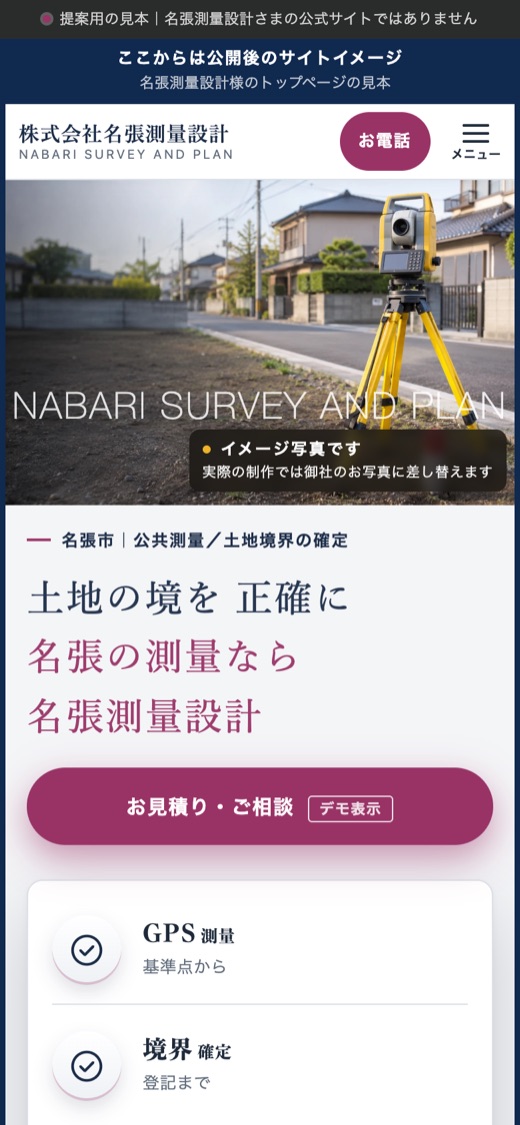 提案用の見本｜名張測量設計さまの公式サイトではありません
ここからは公開後のサイトイメージ
名張測量設計様のトップページの見本
株式会社名張測量設計
NABARI SURVEY AND PLAN
お電話
メニュー
NABARI SURVEY AND PLAN
イメージ写真です
実際の制作では御社のお写真に差し替えます
名張市｜公共測量／土地境界の確定
土地の境を 正確に
名張の測量なら
名張測量設計
お見積り・ご相談 デモ表示
GPS 測量
基準点から
境界 確定
登記まで